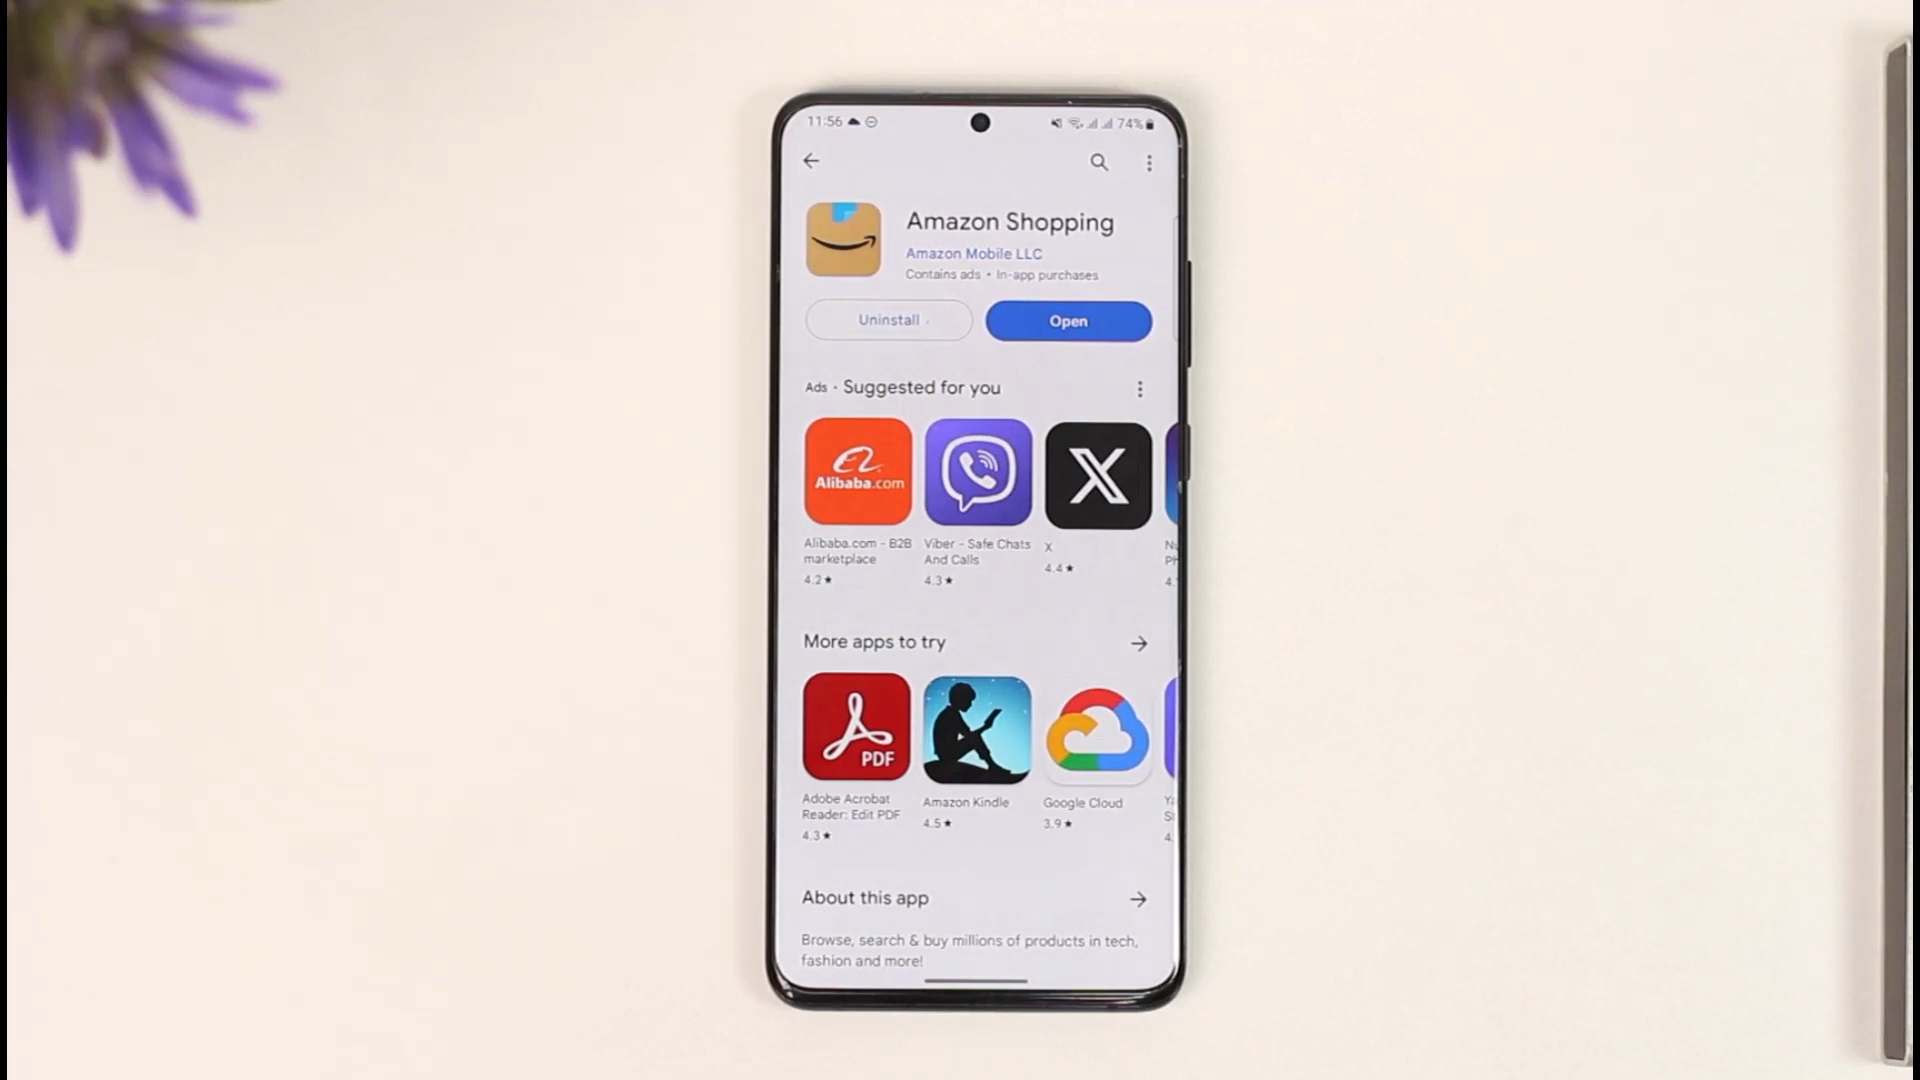 11:56
74%
Amazon Shopping
Amazon Mobile LLC
Contains ads • In-app purchases
Uninstall
Open
Ads • Suggested for you
Alibaba.com
Alibaba.com - B2B marketplace
4.2★
Viber - Safe Chats And Calls
4.3★
X
4.4★
More apps to try
PDF
Adobe Acrobat Reader: Edit PDF
4.3★
Amazon Kindle
4.5★
Google Cloud
3.9★
About this app
Browse, search & buy millions of products in tech,
fashion and more!